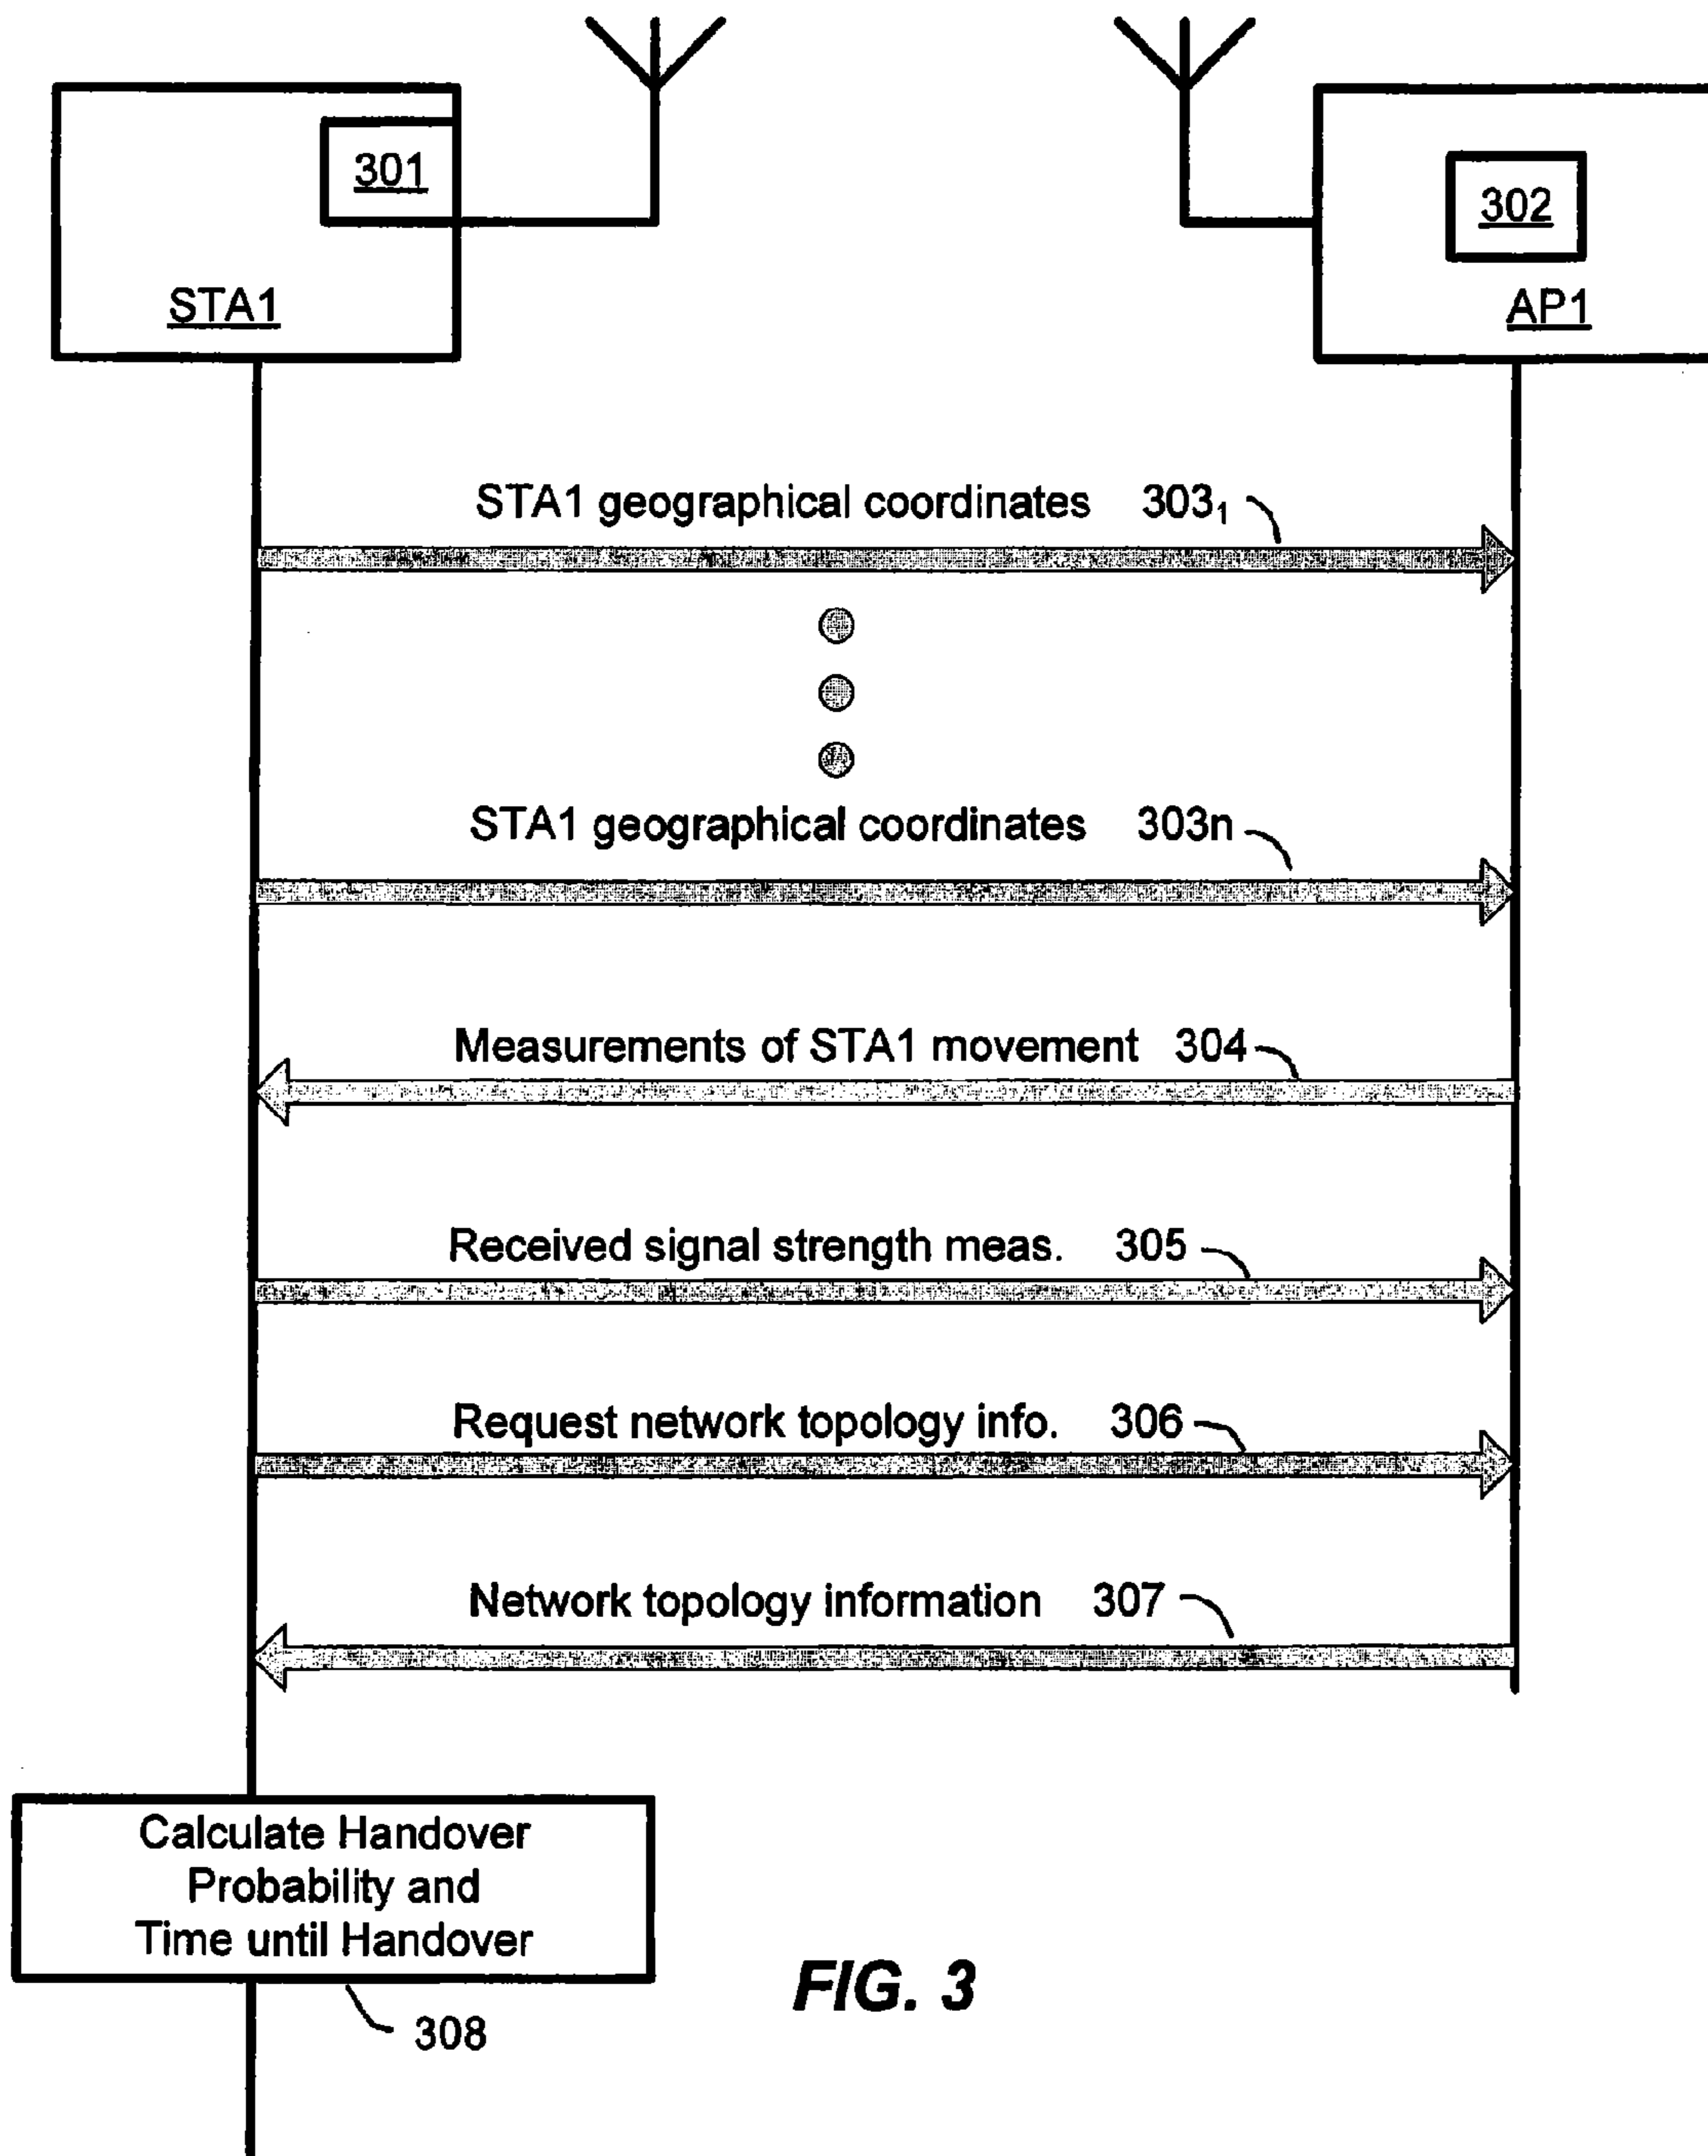 301
302
STA1
AP1
STA1 geographical coordinates 303₁
STA1 geographical coordinates 303n
Measurements of STA1 movement 304
Received signal strength meas. 305
Request network topology info. 306
Network topology information 307
Calculate Handover
Probability and
Time until Handover
FIG. 3
308